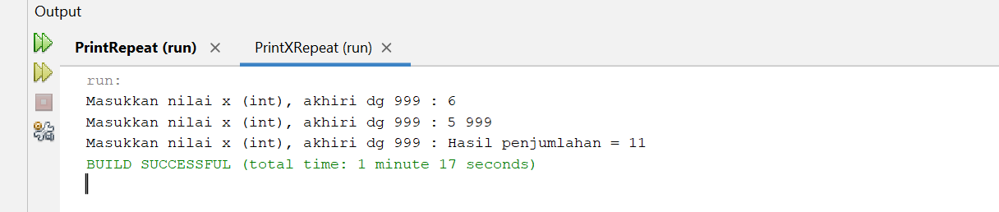 Output
PrintRepeat (run) × PrintXRepeat (run) ×
run:
Masukkan nilai x (int), akhiri dg 999 : 6
Masukkan nilai x (int), akhiri dg 999 : 5 999
Masukkan nilai x (int), akhiri dg 999 : Hasil penjumlahan = 11
BUILD SUCCESSFUL (total time: 1 minute 17 seconds)